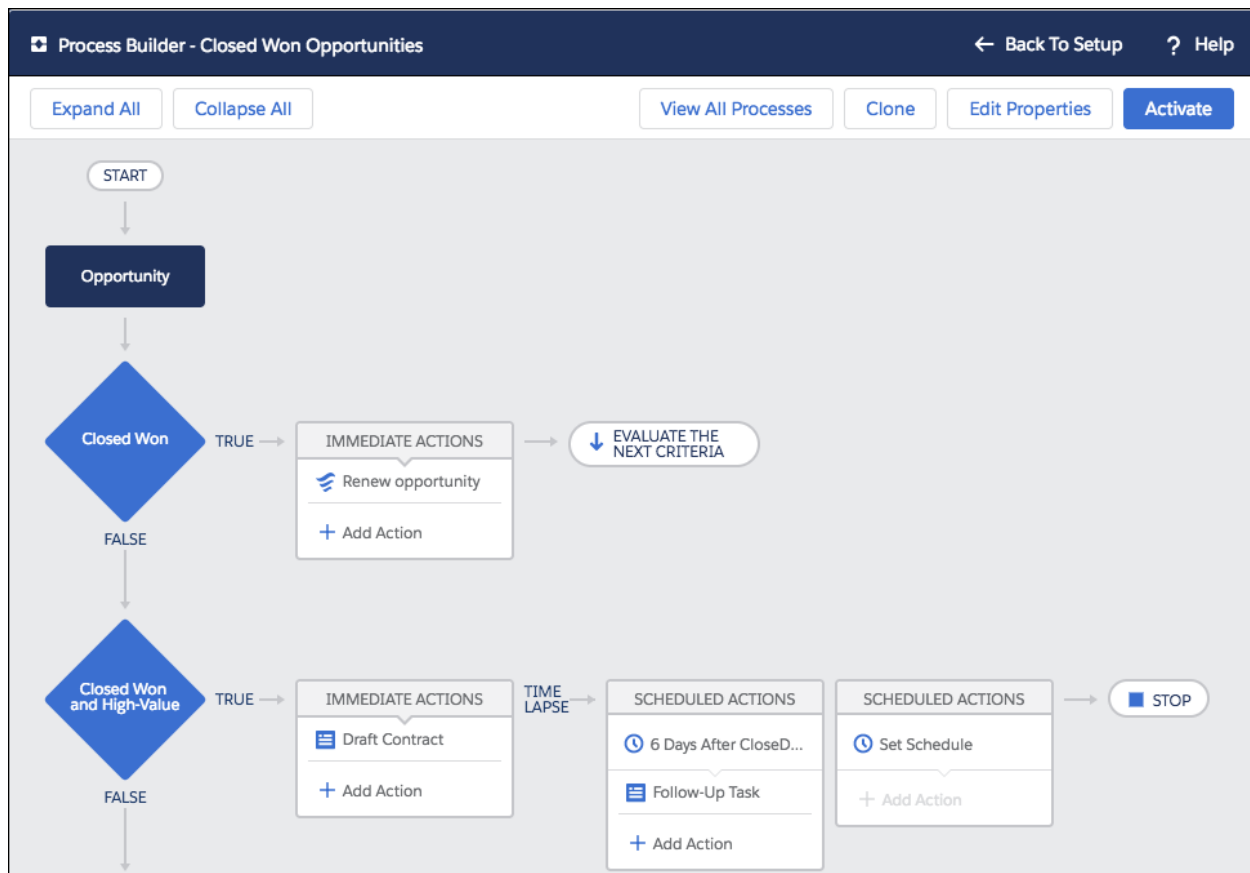 Process Builder - Closed Won Opportunities
Back To Setup
? Help
Expand All
Collapse All
View All Processes
Clone
Edit Properties
Activate
START
Opportunity
Closed Won
TRUE
IMMEDIATE ACTIONS
Renew opportunity
+ Add Action
EVALUATE THE
NEXT CRITERIA
FALSE
Closed Won
and High-Value
TRUE
IMMEDIATE ACTIONS
Draft Contract
+ Add Action
TIME
LAPSE
SCHEDULED ACTIONS
6 Days After CloseD...
Follow-Up Task
+ Add Action
SCHEDULED ACTIONS
Set Schedule
+ Add Action
STOP
FALSE